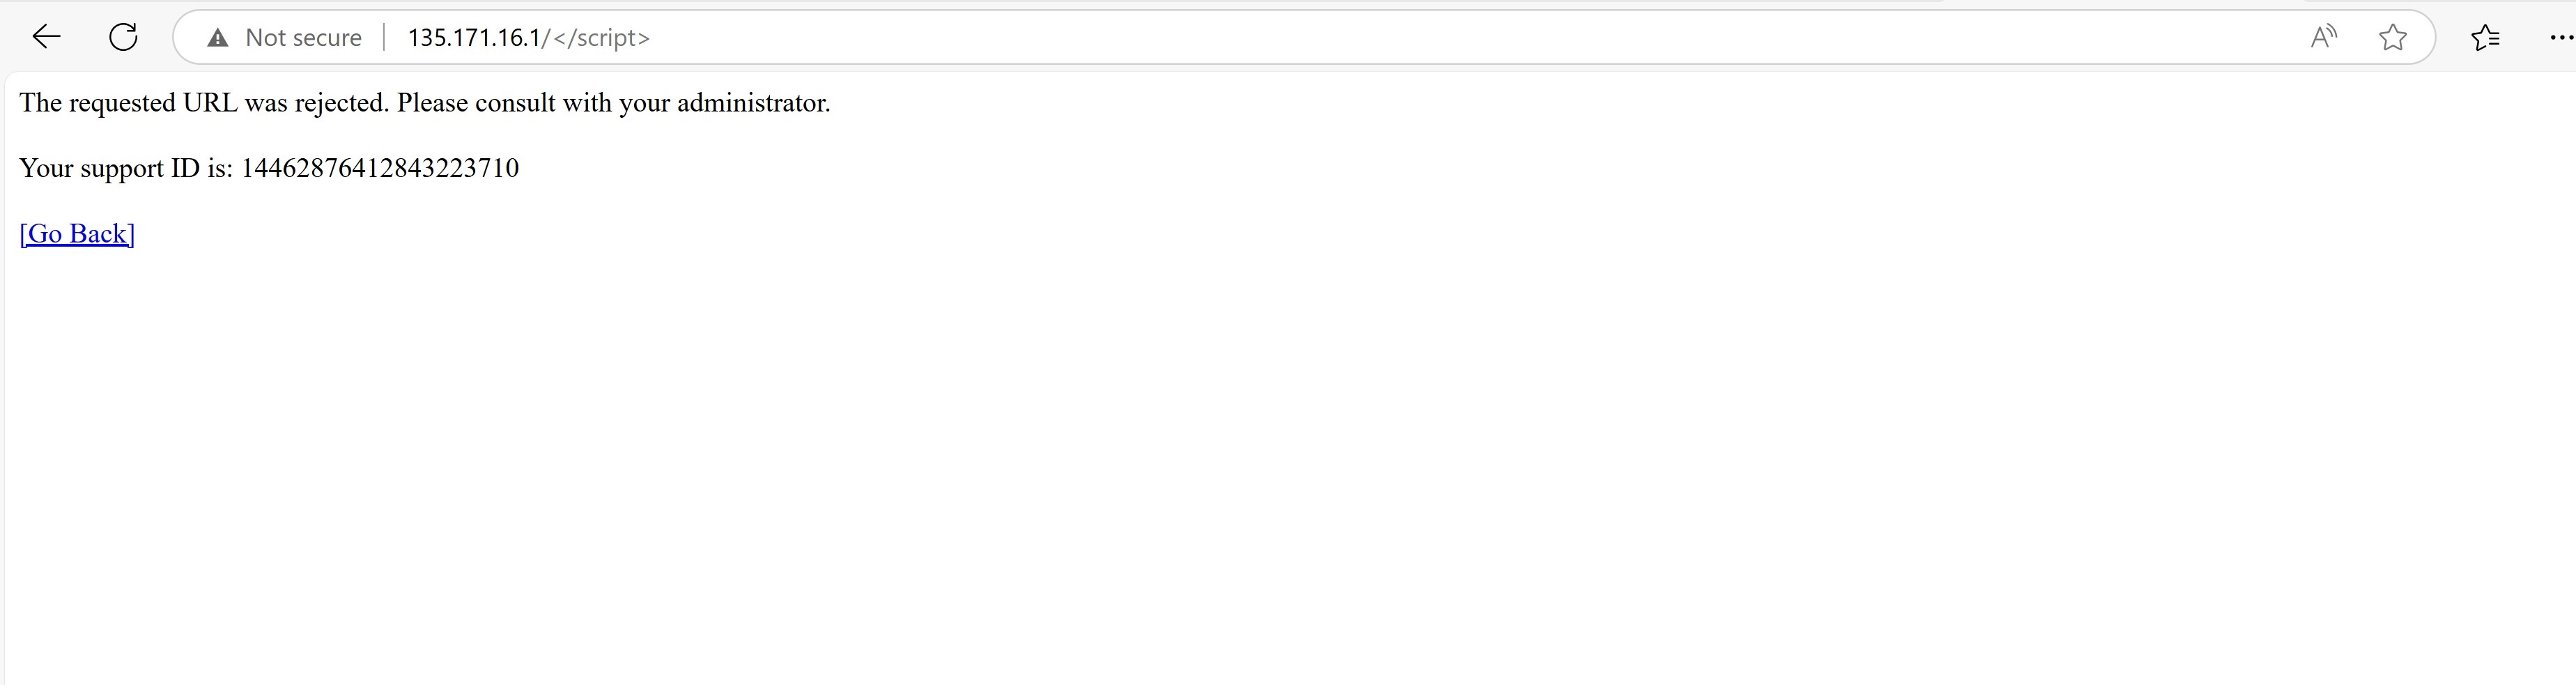 Not secure | 135.171.16.1/</script>
The requested URL was rejected. Please consult with your administrator.
Your support ID is: 14462876412843223710
[Go Back]